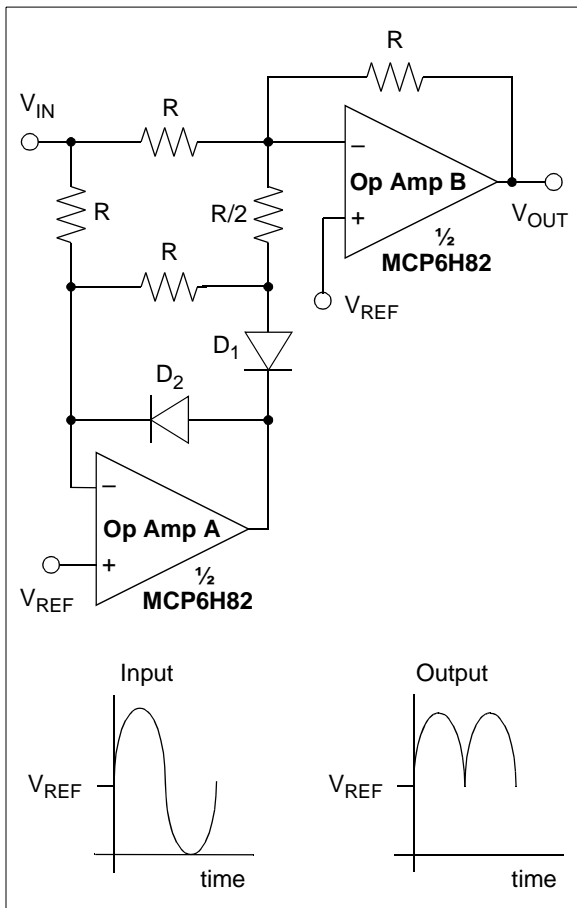 R
V_IN
R
R
R/2
Op Amp B
V_OUT
½
MCP6H82
R
V_REF
D_1
D_2
Op Amp A
V_REF
½
MCP6H82
Input
Output
V_REF
V_REF
time
time